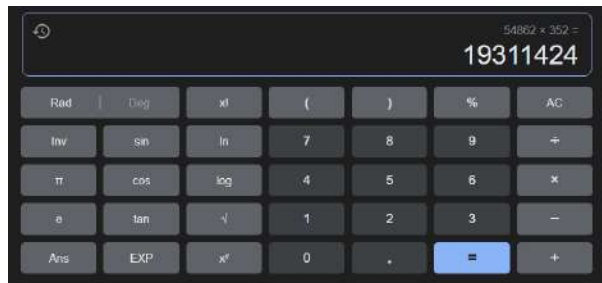 54862 × 352 =
19311424
Rad | Deg x! ( ) % AC
Inv sin ln 7 8 9 ÷
π cos log 4 5 6 ×
e tan √ 1 2 3 −
Ans EXP xʸ 0 . = +